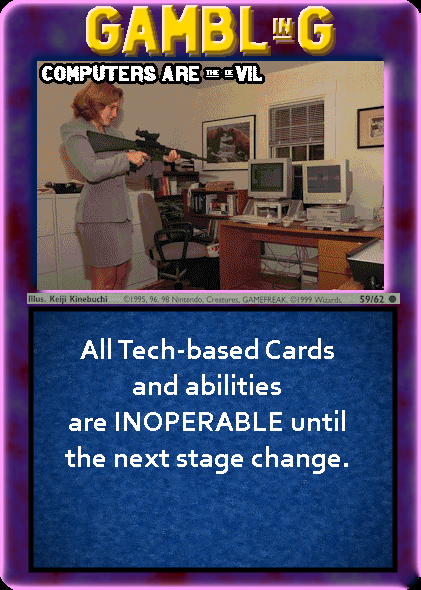 GAMBLinG
COMPUTERS ARE THE DEVIL
Illus. Keiji Kinebuchi ©1995, 96, 98 Nintendo, Creatures, GAMEFREAK. ©1999 Wizards. 59/62
All Tech-based Cards
and abilities
are INOPERABLE until
the next stage change.